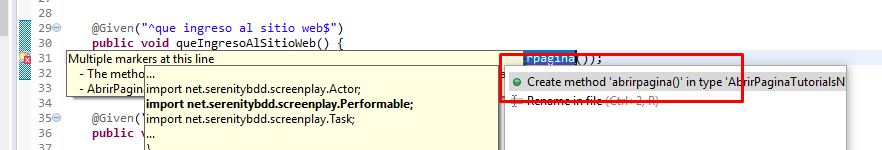 28
29 @Given("^que ingreso al sitio web$")
30 public void queIngresoAlSitioWeb() {
31 Multiple markers at this line rpagina());
32 - The metho ... Create method 'abrirpagina()' in type 'AbrirPaginaTutorialsN
33 - AbrirPagin import net.serenitybdd.screenplay.Actor; Rename in file (Ctrl+2, R)
34 import net.serenitybdd.screenplay.Performable;
35 @Given(" import net.serenitybdd.screenplay.Task;
36 public v ...
37 }